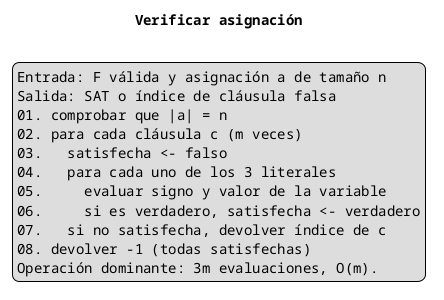 Verificar asignación
Entrada: F válida y asignación a de tamaño n
Salida: SAT o índice de cláusula falsa
01. comprobar que |a| = n
02. para cada cláusula c (m veces)
03.   satisfecha <- falso
04.   para cada uno de los 3 literales
05.     evaluar signo y valor de la variable
06.     si es verdadero, satisfecha <- verdadero
07.   si no satisfecha, devolver índice de c
08. devolver -1 (todas satisfechas)
Operación dominante: 3m evaluaciones, O(m).